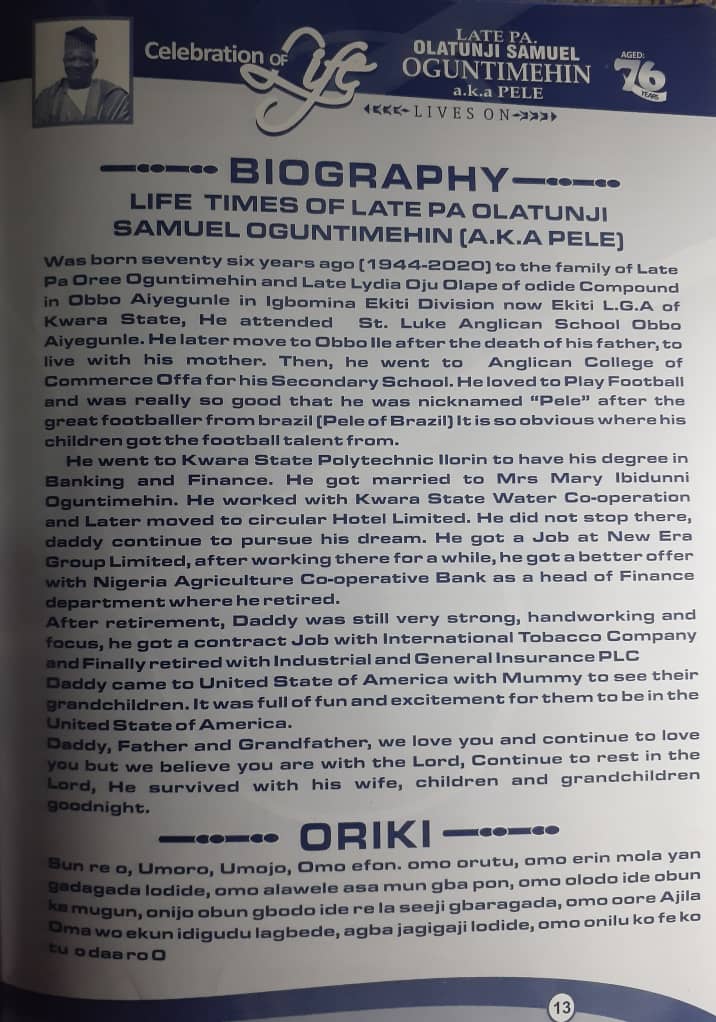 Celebration OF Life
LATE PA.
OLATUNJI SAMUEL
OGUNTIMEHIN
a.k.a PELE
LIVES ON
AGED:
76
YEARS
BIOGRAPHY
LIFE TIMES OF LATE PA OLATUNJI
SAMUEL OGUNTIMEHIN (A.K.A PELE)
Was born seventy six years ago (1944-2020) to the family of Late
Pa Oree Oguntimehin and Late Lydia Oju Olape of odide Compound
in Obbo Aiyegunle in Igbomina Ekiti Division now Ekiti L.G.A of
Kwara State, He attended St. Luke Anglican School Obbo
Aiyegunle. He later move to Obbo Ile after the death of his father, to
live with his mother. Then, he went to Anglican College of
Commerce Offa for his Secondary School. He loved to Play Football
and was really so good that he was nicknamed "Pele" after the
great footballer from brazil (Pele of Brazil) It is so obvious where his
children got the football talent from.
He went to Kwara State Polytechnic Ilorin to have his degree in
Banking and Finance. He got married to Mrs Mary Ibidunni
Oguntimehin. He worked with Kwara State Water Co-operation
and Later moved to circular Hotel Limited. He did not stop there,
daddy continue to pursue his dream. He got a Job at New Era
Group Limited, after working there for a while, he got a better offer
with Nigeria Agriculture Co-operative Bank as a head of Finance
department where he retired.
After retirement, Daddy was still very strong, handworking and
focus, he got a contract Job with International Tobacco Company
and Finally retired with Industrial and General Insurance PLC
Daddy came to United State of America with Mummy to see their
grandchildren. It was full of fun and excitement for them to be in the
United State of America.
Daddy, Father and Grandfather, we love you and continue to love
you but we believe you are with the Lord, Continue to rest in the
Lord, He survived with his wife, children and grandchildren
goodnight.
ORIKI
Sun re o, Umoro, Umojo, Omo efon. omo orutu, omo erin mola yan
gadagada lodide, omo alawele asa mun gba pon, omo olodo ide obun
ke mugun, onijo obun gbodo ide re la seeji gbaragada, omo oore Ajila
Oma wo ekun idigudu lagbede, agba jagigaji lodide, omo onilu ko fe ko
tu o daa ro O
13